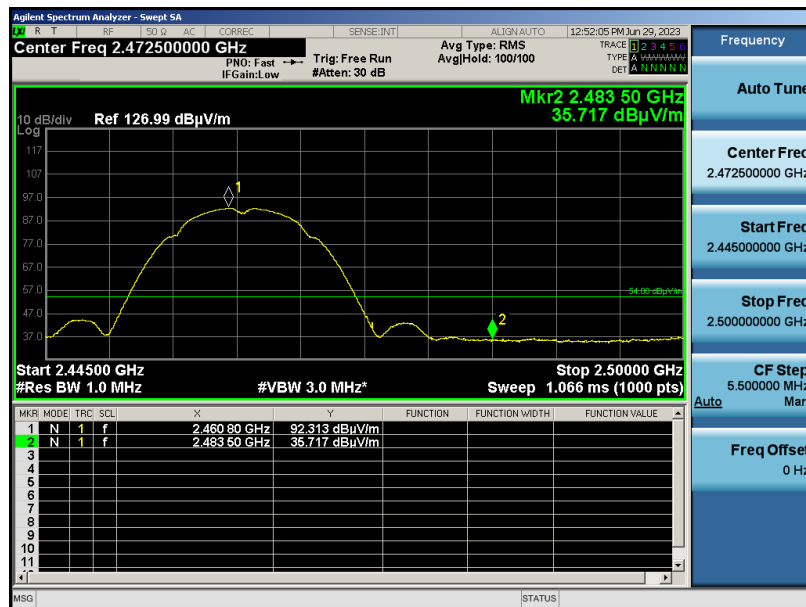 Agilent Spectrum Analyzer - Swept SA
LXI R T RF 50 Ω AC CORREC SENSE:INT ALIGN AUTO 12:52:05 PM Jun 29, 2023
Center Freq 2.472500000 GHz
PNO: Fast
IFGain:Low
Trig: Free Run
#Atten: 30 dB
Avg Type: RMS
Avg|Hold: 100/100
TRACE 1 2 3 4 5 6
TYPE A WWWWW
DET A N N N N N
Mkr2 2.483 50 GHz
35.717 dBµV/m
10 dB/div Ref 126.99 dBµV/m
Log
117
107
97.0
87.0
77.0
67.0
57.0
47.0
37.0
1
54.00 dBµV/m
2
Start 2.44500 GHz Stop 2.50000 GHz
#Res BW 1.0 MHz #VBW 3.0 MHz* Sweep 1.066 ms (1000 pts)
MKR MODE TRC SCL X Y FUNCTION FUNCTION WIDTH FUNCTION VALUE
1 N 1 f 2.460 80 GHz 92.313 dBµV/m
2 N 1 f 2.483 50 GHz 35.717 dBµV/m
3
4
5
6
7
8
9
10
11
MSG STATUS
Frequency
Auto Tune
Center Freq
2.472500000 GHz
Start Freq
2.445000000 GHz
Stop Freq
2.500000000 GHz
CF Step
5.500000 MHz
Auto Man
Freq Offset
0 Hz